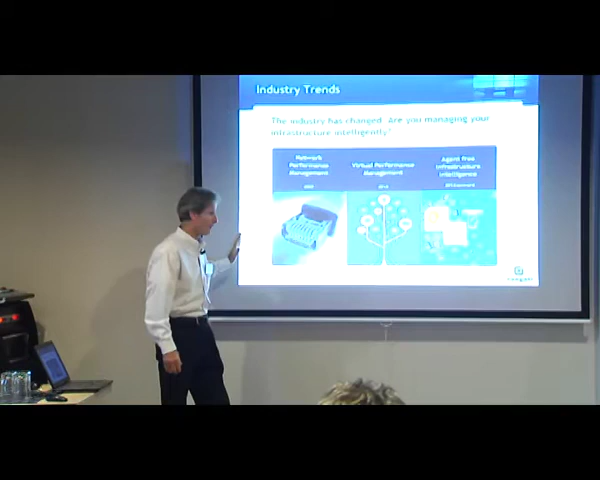 Industry Trends
The industry has changed. Are you managing your
infrastructure intelligently?
Network
Performance
Management
Virtual Performance
Management
Agent free
Infrastructure
Intelligence